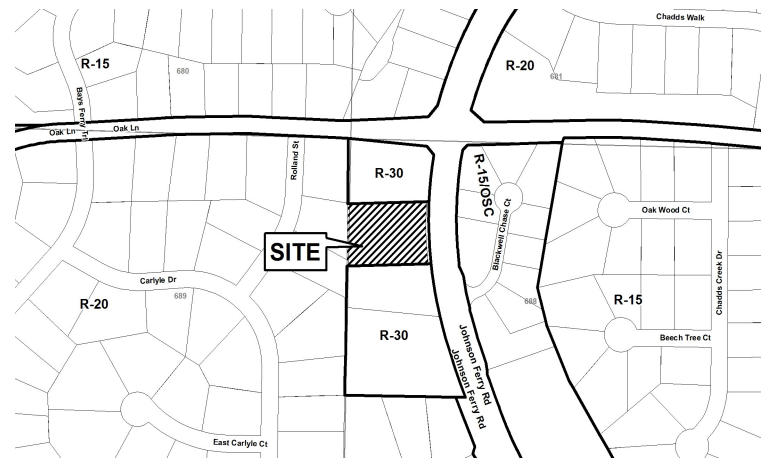 Chadds Walk
R-15
R-20
680
681
Bays Ferry Trl
Oak Ln
Oak Ln
Rolland St
R-30
R-15/OSC
Blackwell Chase Ct
Oak Wood Ct
SITE
Chadds Creek Dr
Carlyle Dr
689
R-20
688
R-15
R-30
Johnson Ferry Rd
Johnson Ferry Rd
Beech Tree Ct
East Carlyle Ct